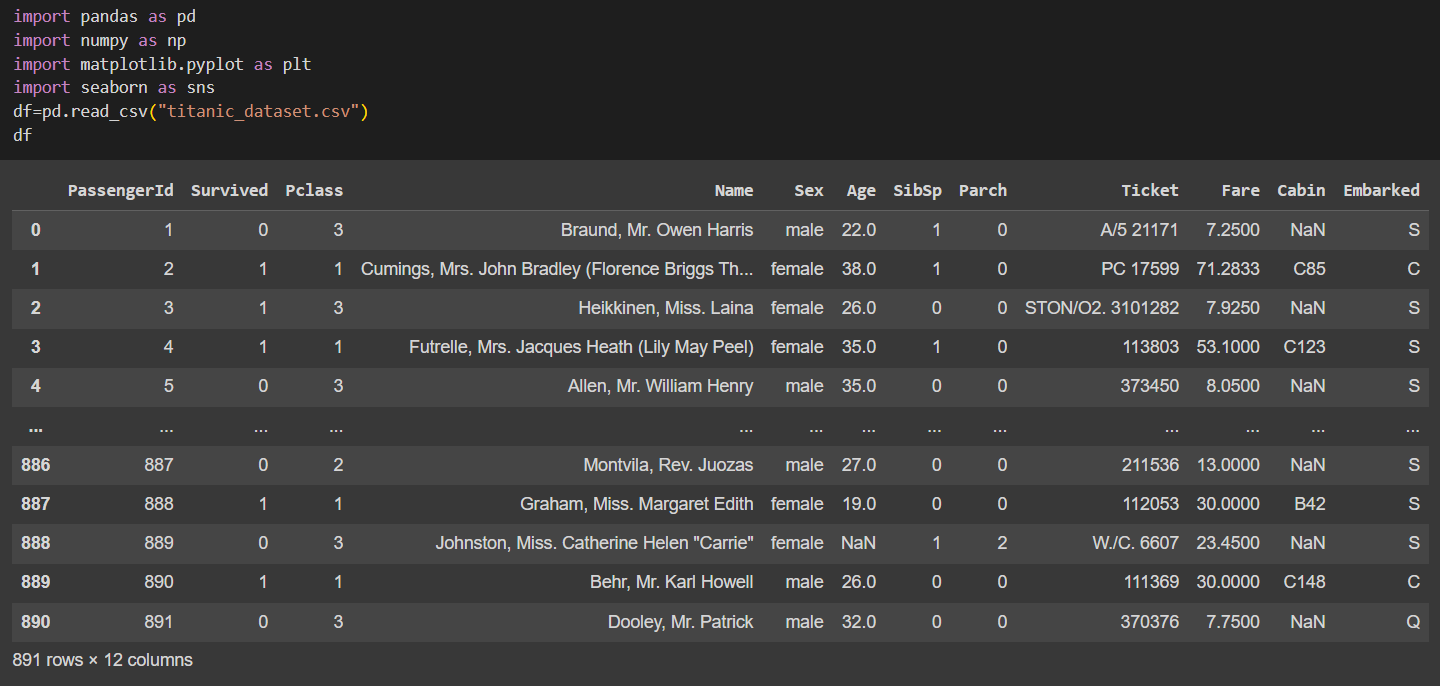 import pandas as pd
import numpy as np
import matplotlib.pyplot as plt
import seaborn as sns
df=pd.read_csv("titanic_dataset.csv")
df
PassengerId Survived Pclass Name Sex Age SibSp Parch Ticket Fare Cabin Embarked
0 1 0 3 Braund, Mr. Owen Harris male 22.0 1 0 A/5 21171 7.2500 NaN S
1 2 1 1 Cumings, Mrs. John Bradley (Florence Briggs Th... female 38.0 1 0 PC 17599 71.2833 C85 C
2 3 1 3 Heikkinen, Miss. Laina female 26.0 0 0 STON/O2. 3101282 7.9250 NaN S
3 4 1 1 Futrelle, Mrs. Jacques Heath (Lily May Peel) female 35.0 1 0 113803 53.1000 C123 S
4 5 0 3 Allen, Mr. William Henry male 35.0 0 0 373450 8.0500 NaN S
... ... ... ... ... ... ... ... ... ... ... ... ...
886 887 0 2 Montvila, Rev. Juozas male 27.0 0 0 211536 13.0000 NaN S
887 888 1 1 Graham, Miss. Margaret Edith female 19.0 0 0 112053 30.0000 B42 S
888 889 0 3 Johnston, Miss. Catherine Helen "Carrie" female NaN 1 2 W./C. 6607 23.4500 NaN S
889 890 1 1 Behr, Mr. Karl Howell male 26.0 0 0 111369 30.0000 C148 C
890 891 0 3 Dooley, Mr. Patrick male 32.0 0 0 370376 7.7500 NaN Q
891 rows × 12 columns